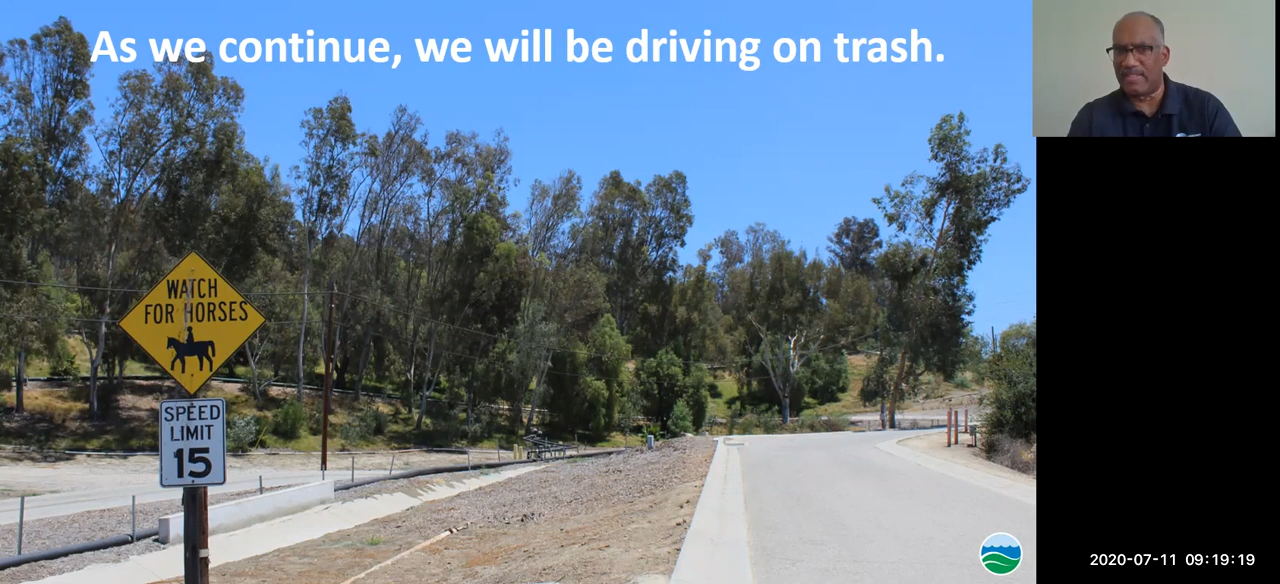 As we continue, we will be driving on trash.
WATCH
FOR HORSES
SPEED
LIMIT
15
2020-07-11 09:19:19